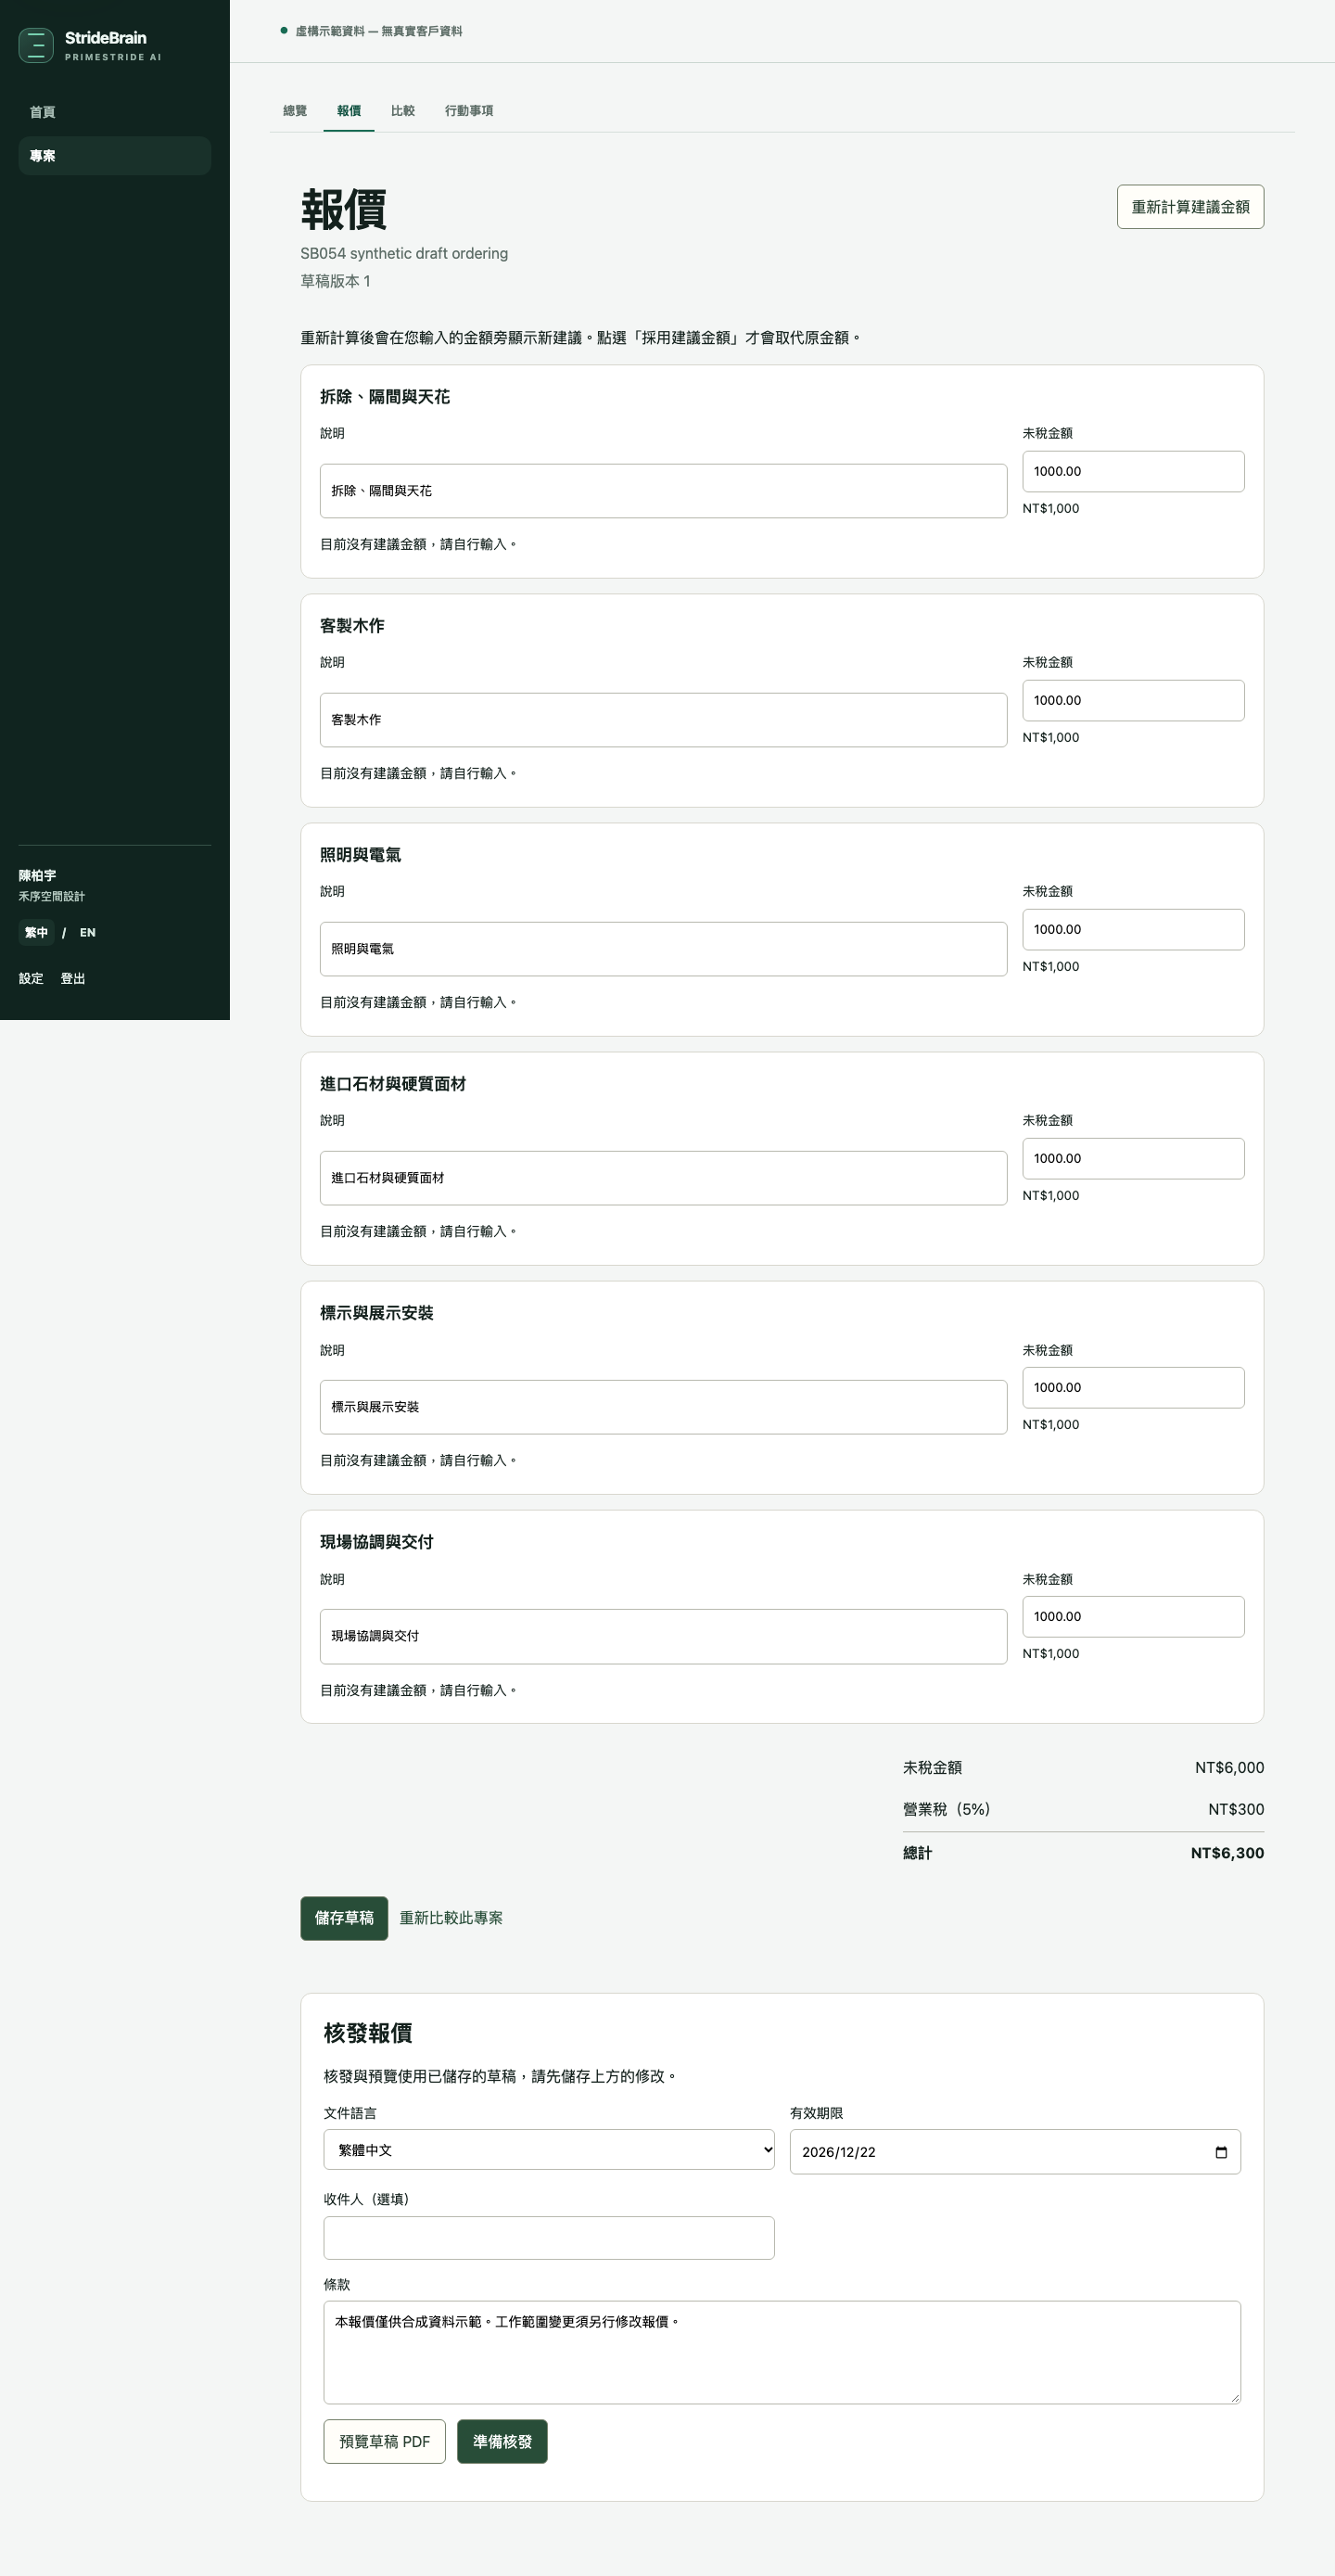 StrideBrain
PRIMESTRIDE AI
首頁
專案
陳柏宇
禾序空間設計
繁中 / EN
設定 登出
虛構示範資料 — 無真實客戶資料
總覽 報價 比較 行動事項
報價
重新計算建議金額
SB054 synthetic draft ordering
草稿版本 1
重新計算後會在您輸入的金額旁顯示新建議。點選「採用建議金額」才會取代原金額。
拆除、隔間與天花
說明 未稅金額
拆除、隔間與天花 1000.00
NT$1,000
目前沒有建議金額，請自行輸入。
客製木作
說明 未稅金額
客製木作 1000.00
NT$1,000
目前沒有建議金額，請自行輸入。
照明與電氣
說明 未稅金額
照明與電氣 1000.00
NT$1,000
目前沒有建議金額，請自行輸入。
進口石材與硬質面材
說明 未稅金額
進口石材與硬質面材 1000.00
NT$1,000
目前沒有建議金額，請自行輸入。
標示與展示安裝
說明 未稅金額
標示與展示安裝 1000.00
NT$1,000
目前沒有建議金額，請自行輸入。
現場協調與交付
說明 未稅金額
現場協調與交付 1000.00
NT$1,000
目前沒有建議金額，請自行輸入。
未稅金額 NT$6,000
營業稅（5%） NT$300
總計 NT$6,300
儲存草稿 重新比較此專案
核發報價
核發與預覽使用已儲存的草稿，請先儲存上方的修改。
文件語言 有效期限
繁體中文 2026/12/22
收件人（選填）
條款
本報價僅供合成資料示範。工作範圍變更須另行修改報價。
預覽草稿 PDF 準備核發